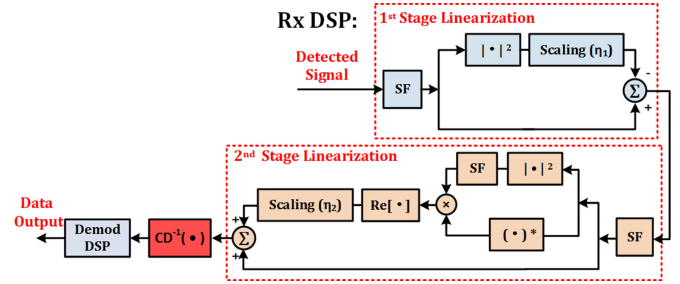 Rx DSP:
1st Stage Linearization
Detected Signal
SF
| • | ²
Scaling (η₁)
-
Σ
+
2nd Stage Linearization
SF
| • | ²
Data Output
Demod DSP
CD⁻¹( • )
+
Σ
+
Scaling (η₂)
Re[ • ]
×
( • ) *
SF